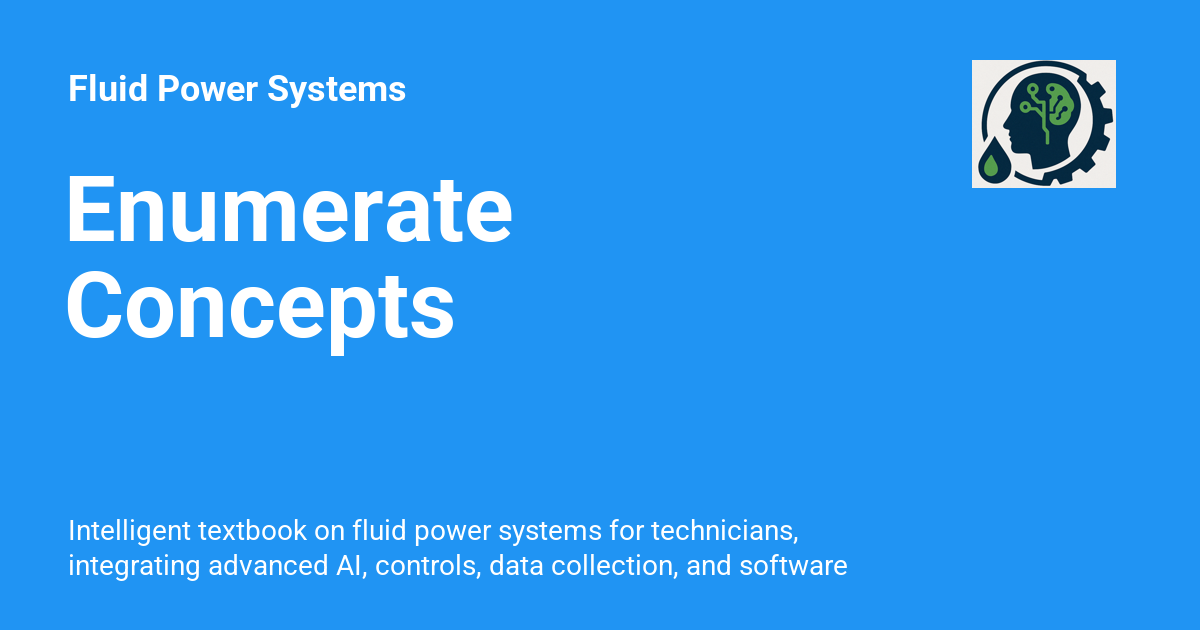 Fluid Power Systems
Enumerate
Concepts
Intelligent textbook on fluid power systems for technicians,
integrating advanced AI, controls, data collection, and software